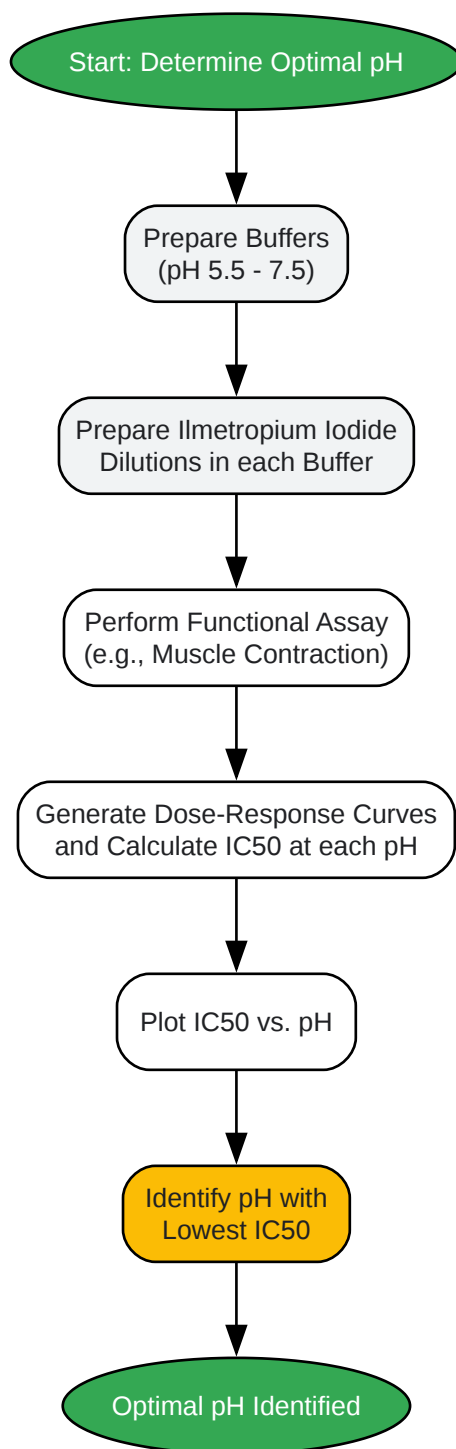 Start: Determine Optimal pH
Prepare Buffers
(pH 5.5 - 7.5)
Prepare Ilmetropium Iodide
Dilutions in each Buffer
Perform Functional Assay
(e.g., Muscle Contraction)
Generate Dose-Response Curves
and Calculate IC50 at each pH
Plot IC50 vs. pH
Identify pH with
Lowest IC50
Optimal pH Identified